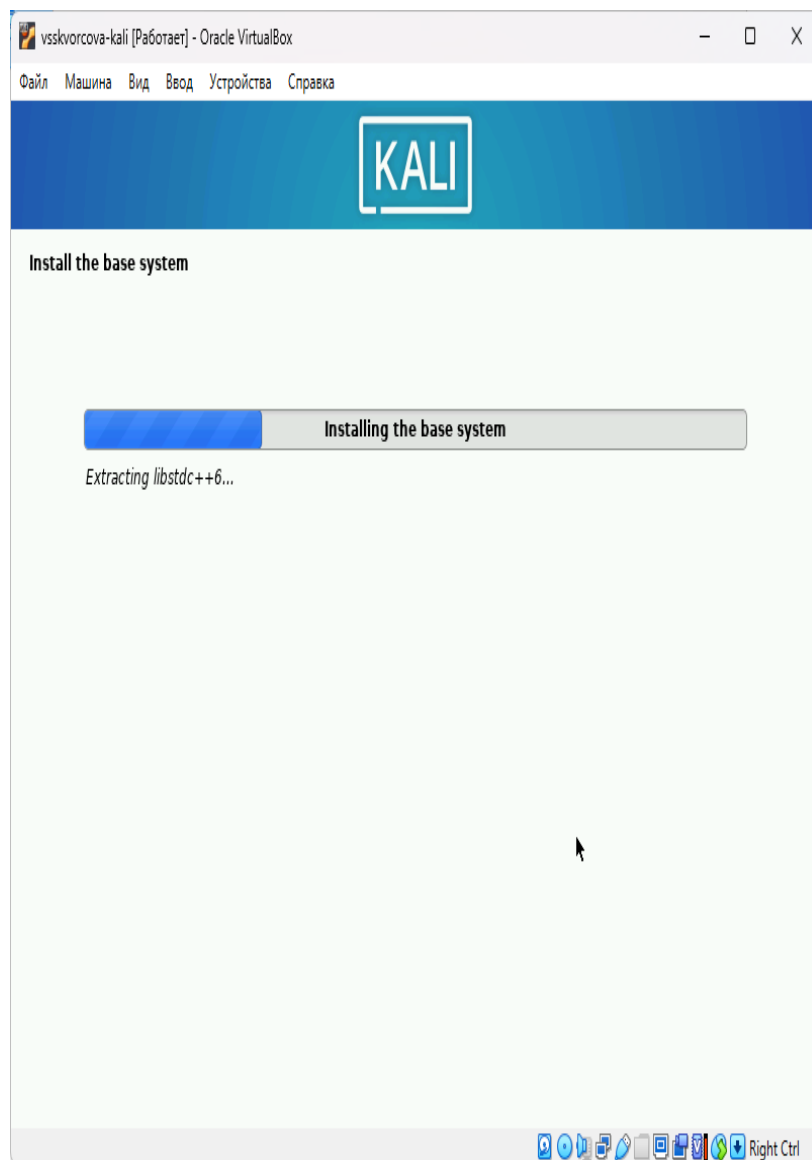 vsskvorcova-kali [Работает] - Oracle VirtualBox
Файл Машина Вид Ввод Устройства Справка
KALI
Install the base system
Installing the base system
Extracting libstdc++6...
Right Ctrl